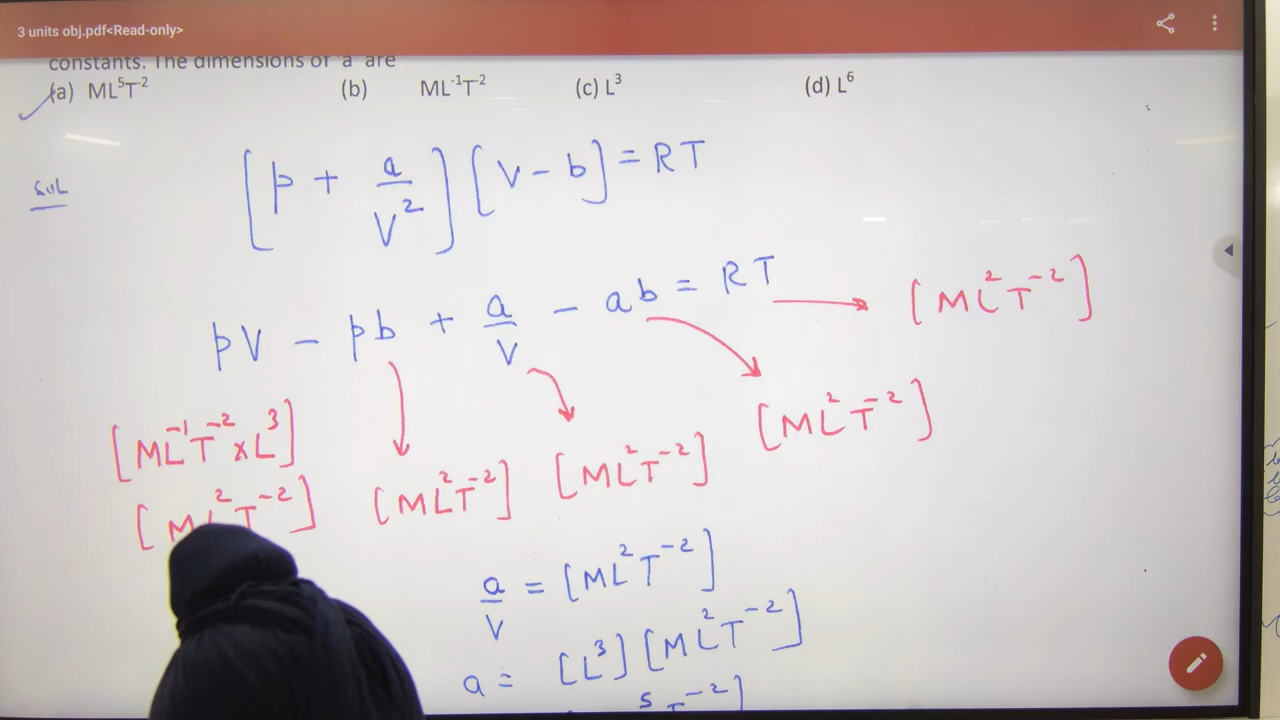 3 units obj.pdf<Read-only>
constants. The dimensions of 'a' are
(a) ML⁵T⁻² (b) ML⁻¹T⁻² (c) L³ (d) L⁶
Sol
[p + a/V²] [V - b] = RT
pV - pb + a/V - ab = RT → [ML²T⁻²]
[ML⁻¹T⁻² × L³]
[ML²T⁻²] [ML²T⁻²] [ML²T⁻²] [ML²T⁻²]
a/V = [ML²T⁻²]
a = [L³] [ML²T⁻²]